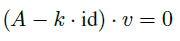 (A − k · id) · v = 0